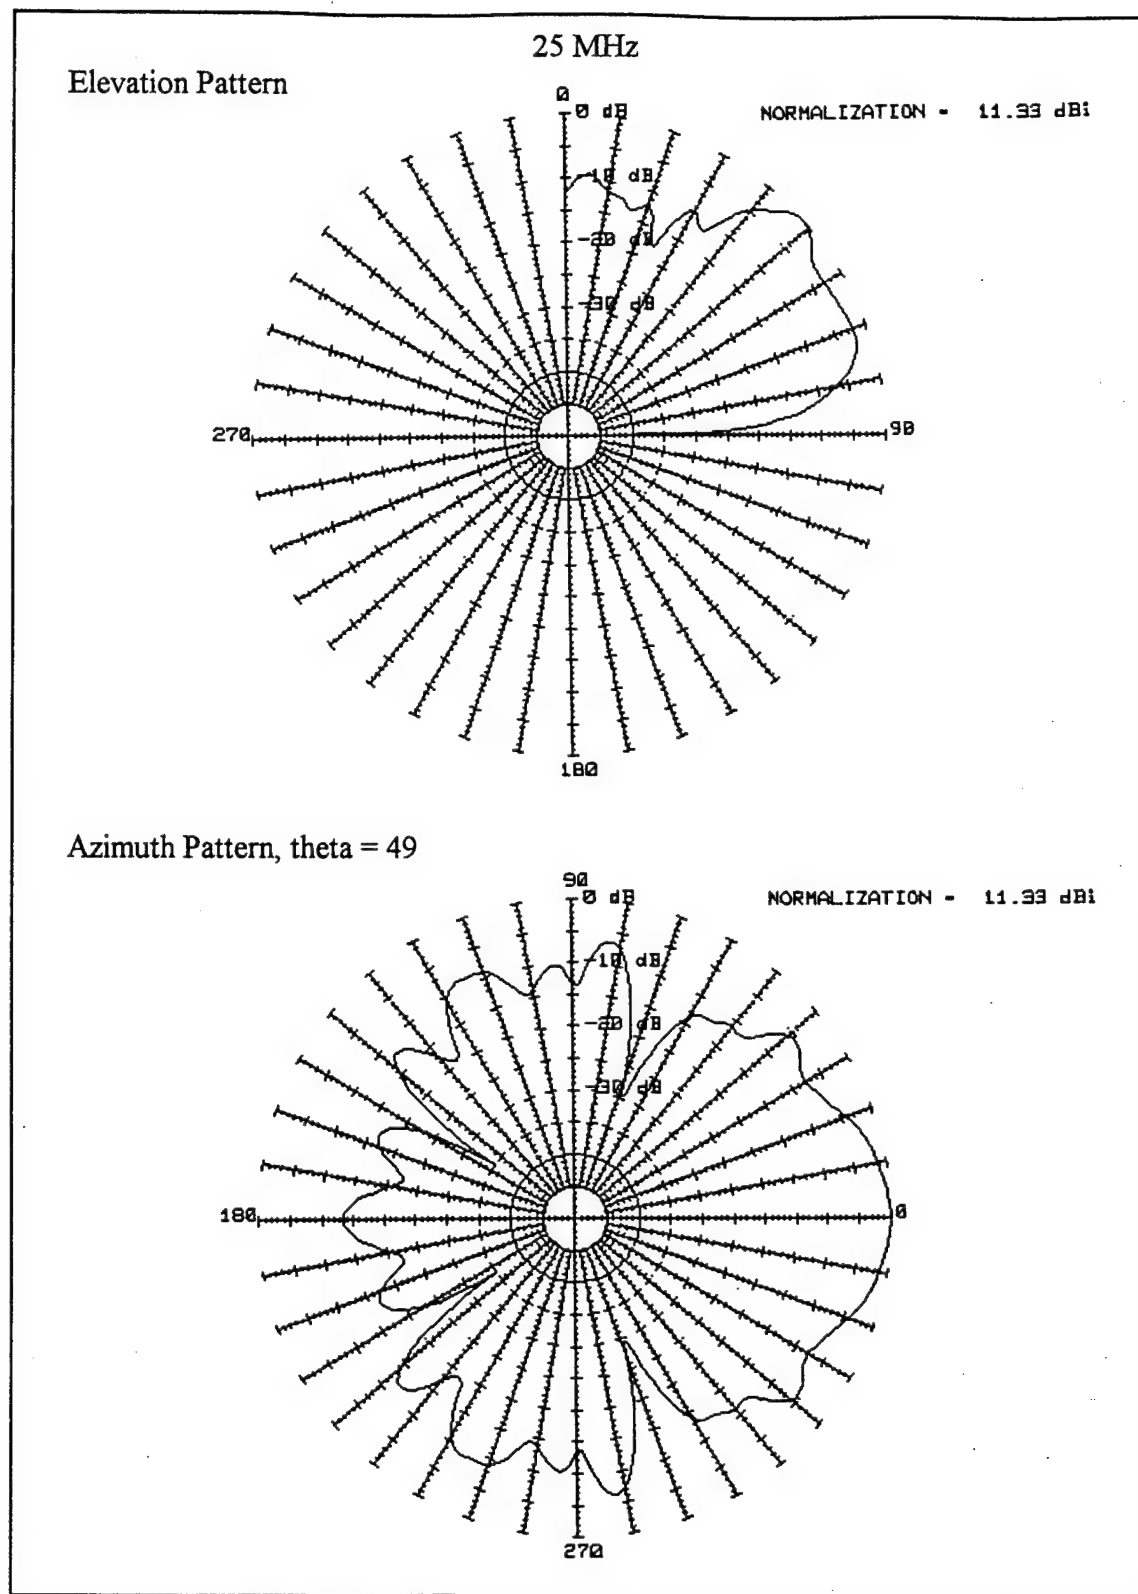 25 MHz
Elevation Pattern
0
0 dB
NORMALIZATION - 11.33 dBi
-10 dB
-20 dB
-30 dB
270
90
180
Azimuth Pattern, theta = 49
90
0 dB
NORMALIZATION - 11.33 dBi
-10 dB
-20 dB
-30 dB
180
0
270